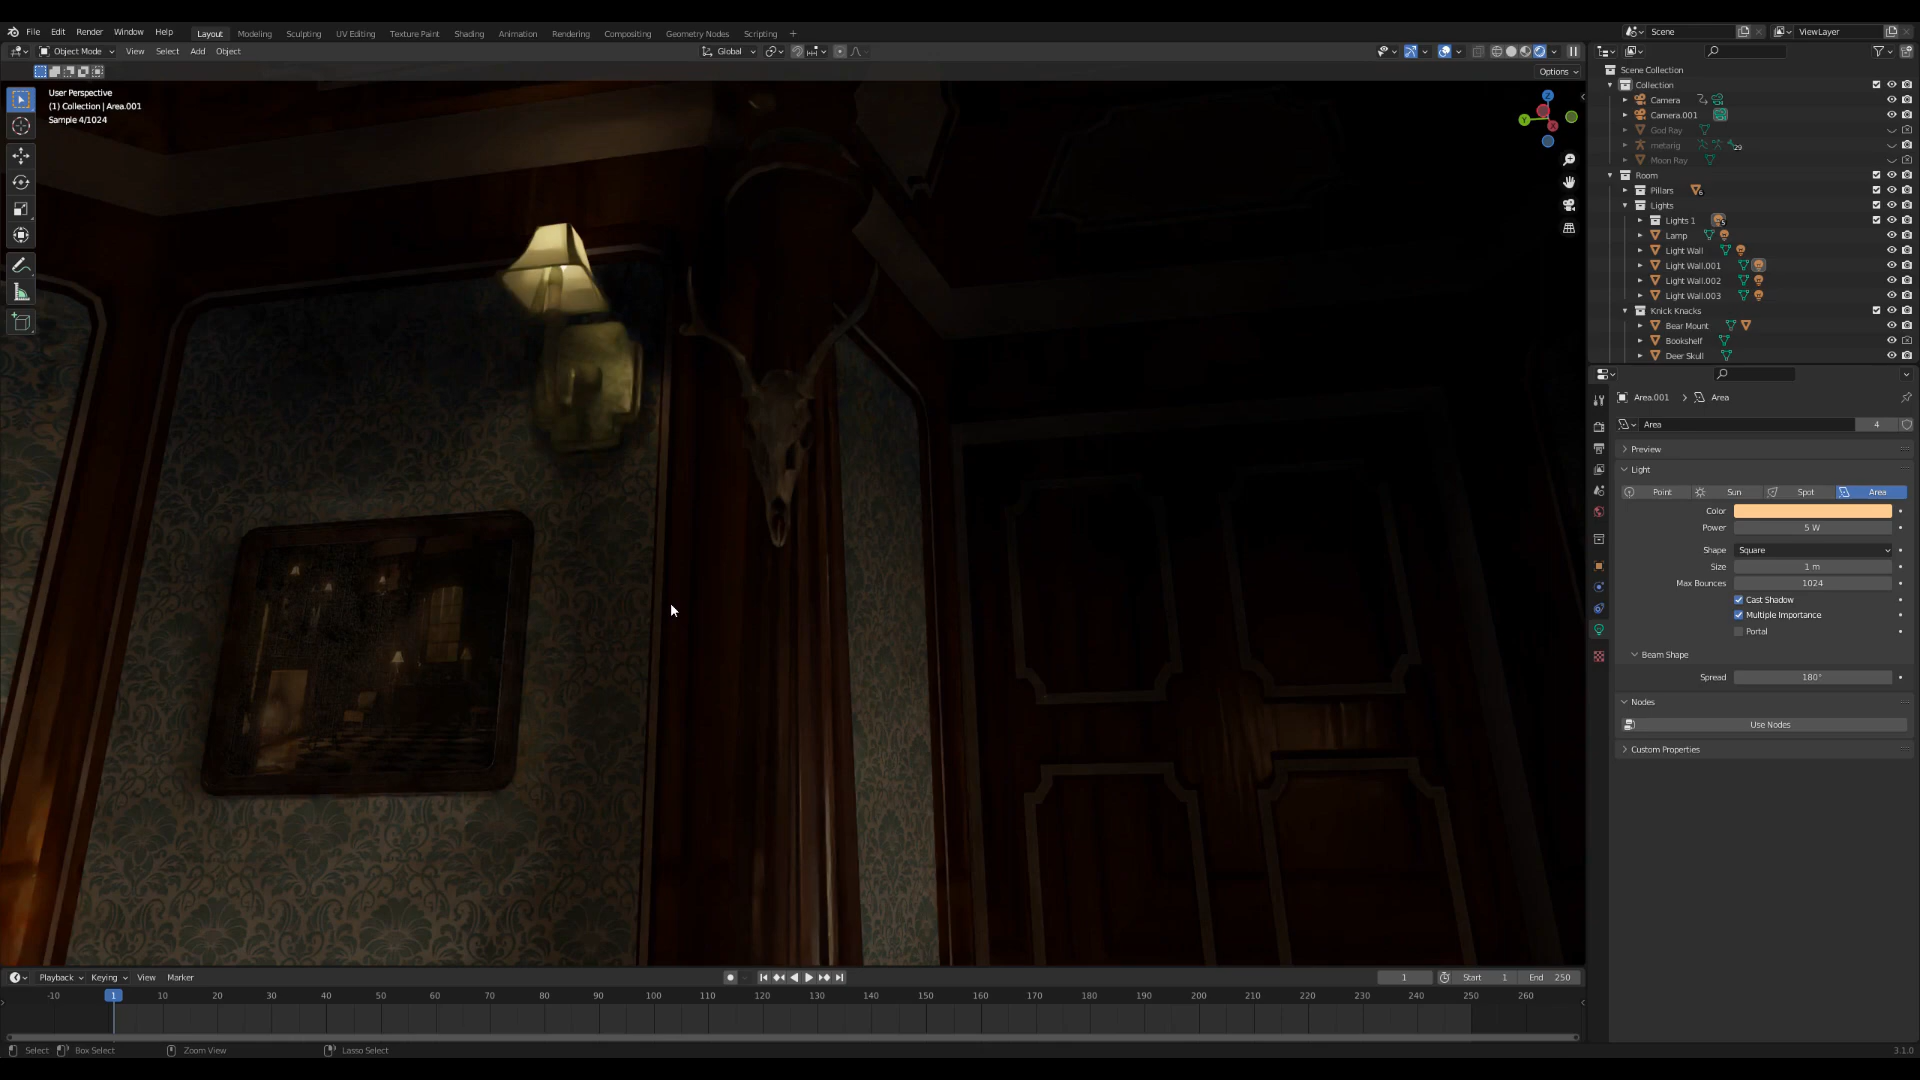 File Edit Render Window Help Layout Modeling Sculpting UV Editing Texture Paint Shading Animation Rendering Compositing Geometry Nodes Scripting + Scene ViewLayer
Object Mode View Select Add Object Global
Options
User Perspective
(1) Collection | Area.001
Sample 4/1024
Z
Y
X
Scene Collection
Collection
Camera
Camera.001
God Ray
metarig 29
Moon Ray
Room
Pillars 6
Lights
Lights 1
Lamp
Light Wall
Light Wall.001
Light Wall.002
Light Wall.003
Knick Knacks
Bear Mount
Bookshelf
Deer Skull
Area.001 > Area
Area 4
Preview
Light
Point Sun Spot Area
Color
Power 5 W
Shape Square
Size 1 m
Max Bounces 1024
Cast Shadow
Multiple Importance
Portal
Beam Shape
Spread 180°
Nodes
Use Nodes
Custom Properties
Playback Keying View Marker 1 Start 1 End 250
-10 1 10 20 30 40 50 60 70 80 90 100 110 120 130 140 150 160 170 180 190 200 210 220 230 240 250 260
Select Box Select Zoom View Lasso Select 3.1.0